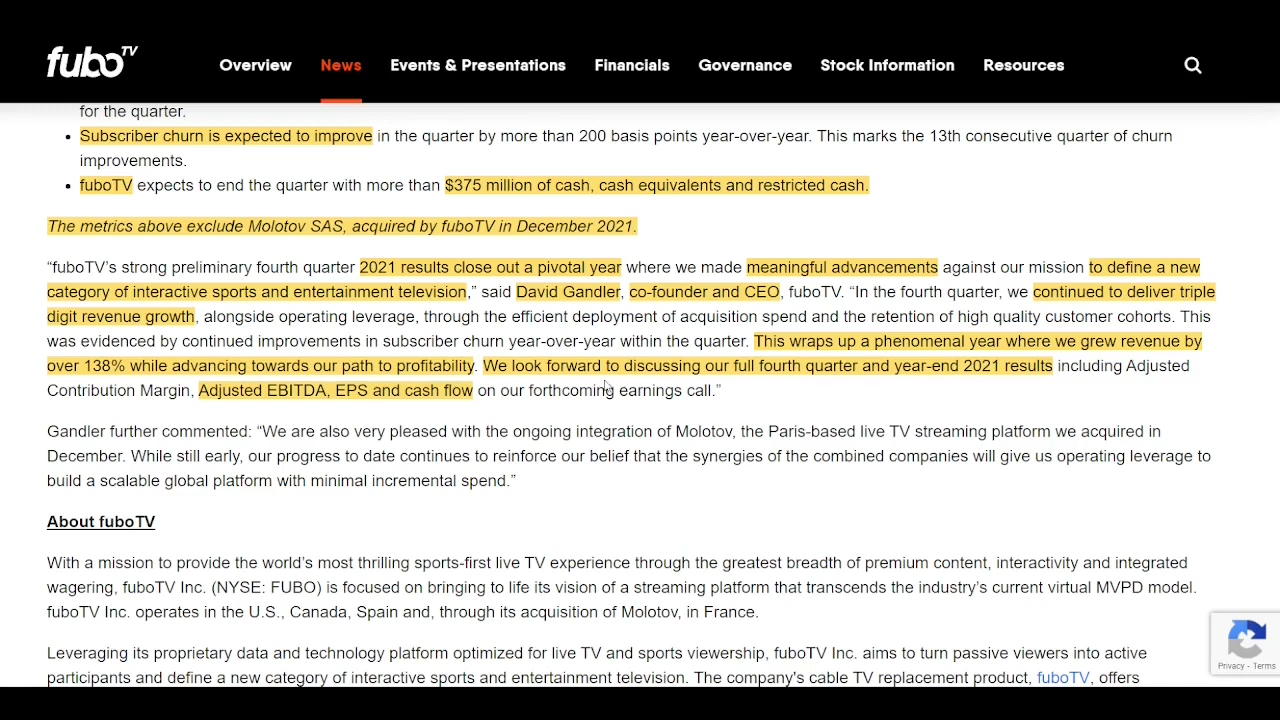 fuboTV
Overview News Events & Presentations Financials Governance Stock Information Resources
for the quarter.
• Subscriber churn is expected to improve in the quarter by more than 200 basis points year-over-year. This marks the 13th consecutive quarter of churn
improvements.
• fuboTV expects to end the quarter with more than $375 million of cash, cash equivalents and restricted cash.
The metrics above exclude Molotov SAS, acquired by fuboTV in December 2021.
“fuboTV’s strong preliminary fourth quarter 2021 results close out a pivotal year where we made meaningful advancements against our mission to define a new
category of interactive sports and entertainment television,” said David Gandler, co-founder and CEO, fuboTV. “In the fourth quarter, we continued to deliver triple
digit revenue growth, alongside operating leverage, through the efficient deployment of acquisition spend and the retention of high quality customer cohorts. This
was evidenced by continued improvements in subscriber churn year-over-year within the quarter. This wraps up a phenomenal year where we grew revenue by
over 138% while advancing towards our path to profitability. We look forward to discussing our full fourth quarter and year-end 2021 results including Adjusted
Contribution Margin, Adjusted EBITDA, EPS and cash flow on our forthcoming earnings call.”
Gandler further commented: “We are also very pleased with the ongoing integration of Molotov, the Paris-based live TV streaming platform we acquired in
December. While still early, our progress to date continues to reinforce our belief that the synergies of the combined companies will give us operating leverage to
build a scalable global platform with minimal incremental spend.”
About fuboTV
With a mission to provide the world’s most thrilling sports-first live TV experience through the greatest breadth of premium content, interactivity and integrated
wagering, fuboTV Inc. (NYSE: FUBO) is focused on bringing to life its vision of a streaming platform that transcends the industry’s current virtual MVPD model.
fuboTV Inc. operates in the U.S., Canada, Spain and, through its acquisition of Molotov, in France.
Leveraging its proprietary data and technology platform optimized for live TV and sports viewership, fuboTV Inc. aims to turn passive viewers into active
participants and define a new category of interactive sports and entertainment television. The company's cable TV replacement product, fuboTV, offers
Privacy - Terms